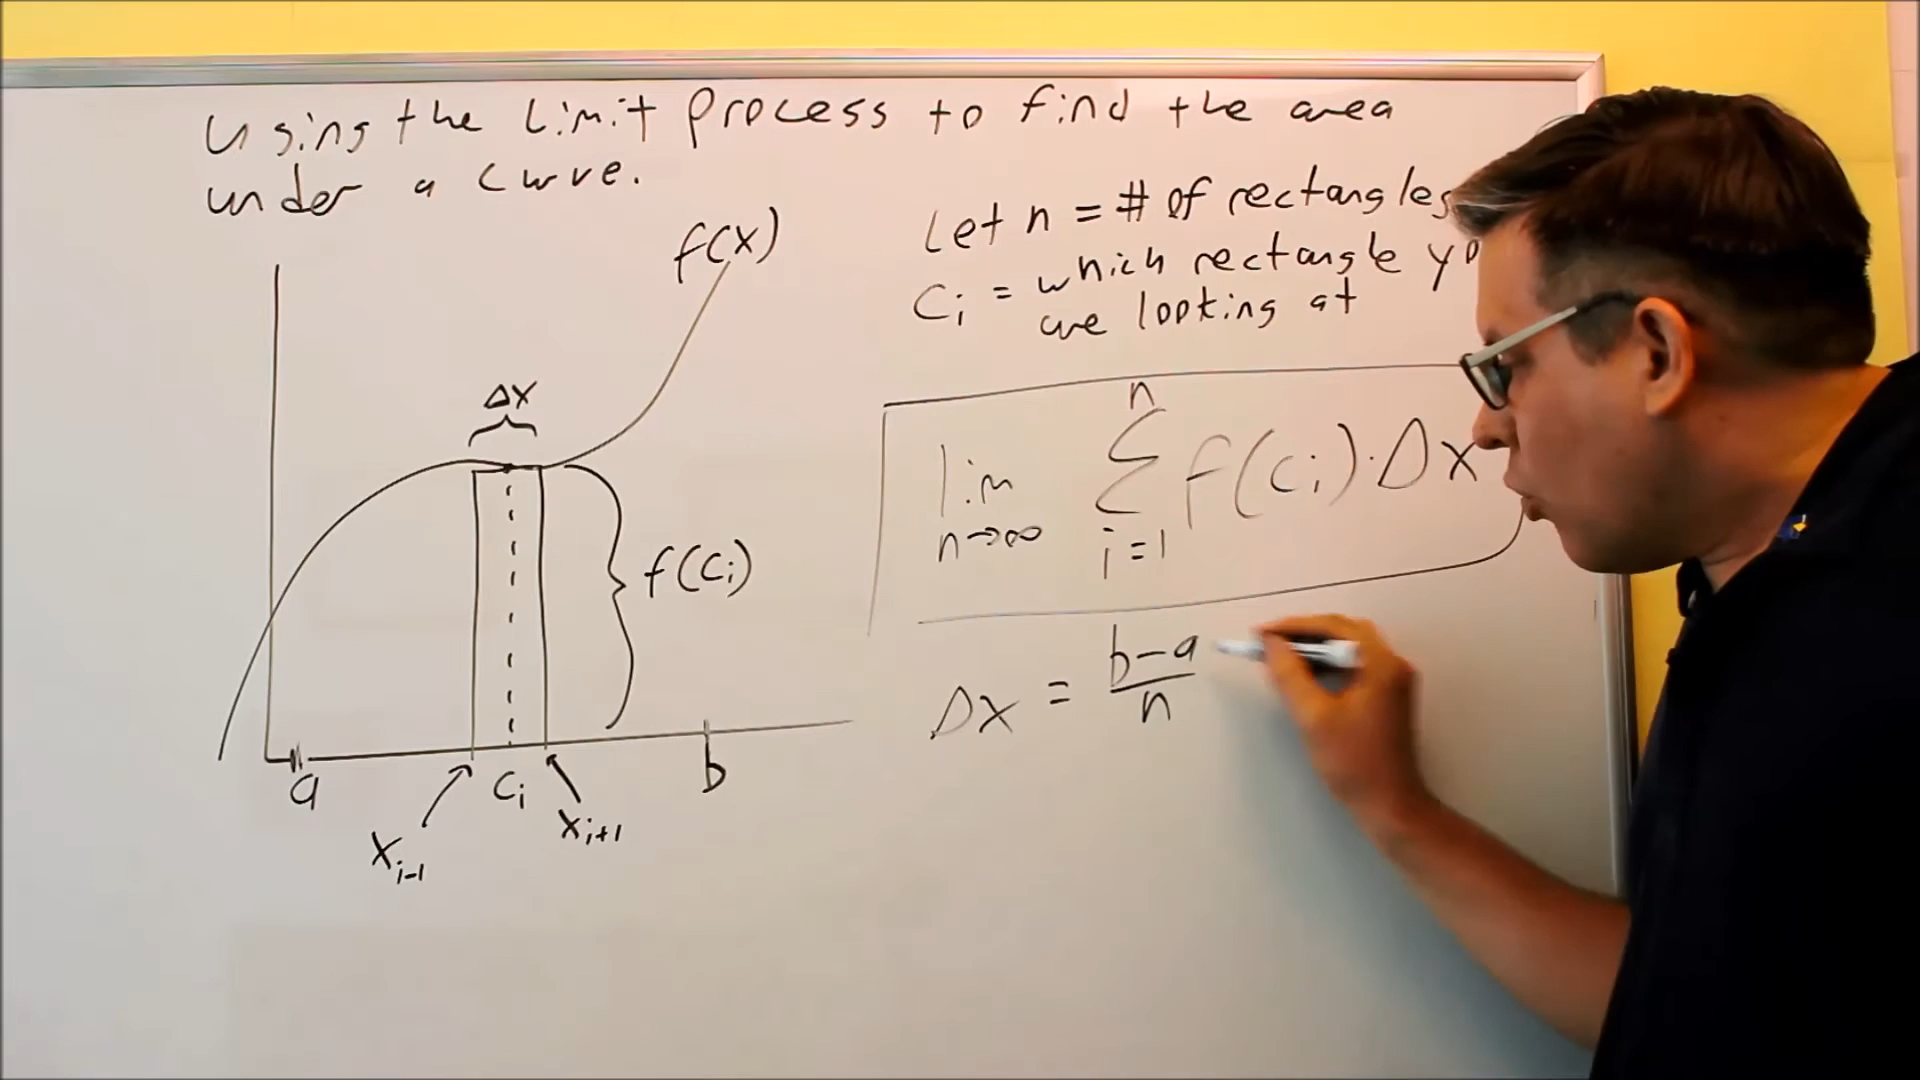 Using the Limit Process to find the area
under a curve.
f(x)
Let n = # of rectangles
Ci = which rectangle yo
are looking at
Δx
n
lim Σ f(ci)·Δx
n→∞ i=1
f(ci)
Δx = b-a
n
a ci b
xi-1 xi+1